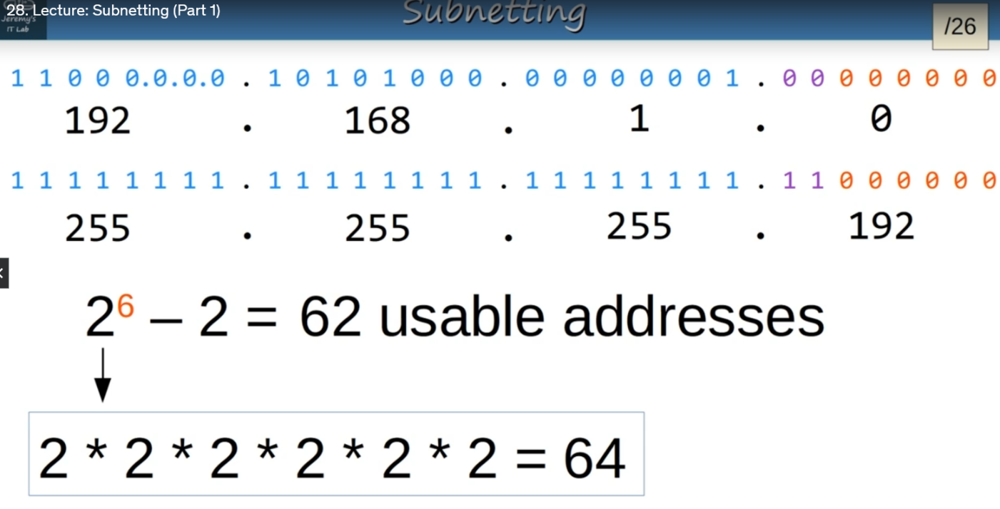 28. Lecture: Subnetting (Part 1)
Jeremy's
IT Lab
Subnetting
/26
1 1 0 0 0.0.0.0 . 1 0 1 0 1 0 0 0 . 0 0 0 0 0 0 0 1 . 0 0 0 0 0 0 0 0
192 . 168 . 1 . 0
1 1 1 1 1 1 1 1 . 1 1 1 1 1 1 1 1 . 1 1 1 1 1 1 1 1 . 1 1 0 0 0 0 0 0
255 . 255 . 255 . 192
2⁶ – 2 = 62 usable addresses
2 * 2 * 2 * 2 * 2 * 2 = 64